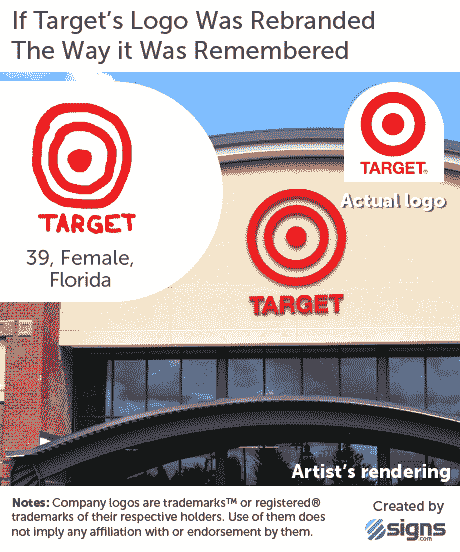 If Target's Logo Was Rebranded
The Way it Was Remembered
TARGET
39, Female,
Florida
TARGET®
Actual logo
TARGET
Artist's rendering
Notes: Company logos are trademarks™ or registered®
trademarks of their respective holders. Use of them does
not imply any affiliation with or endorsement by them.
Created by
signs
.com